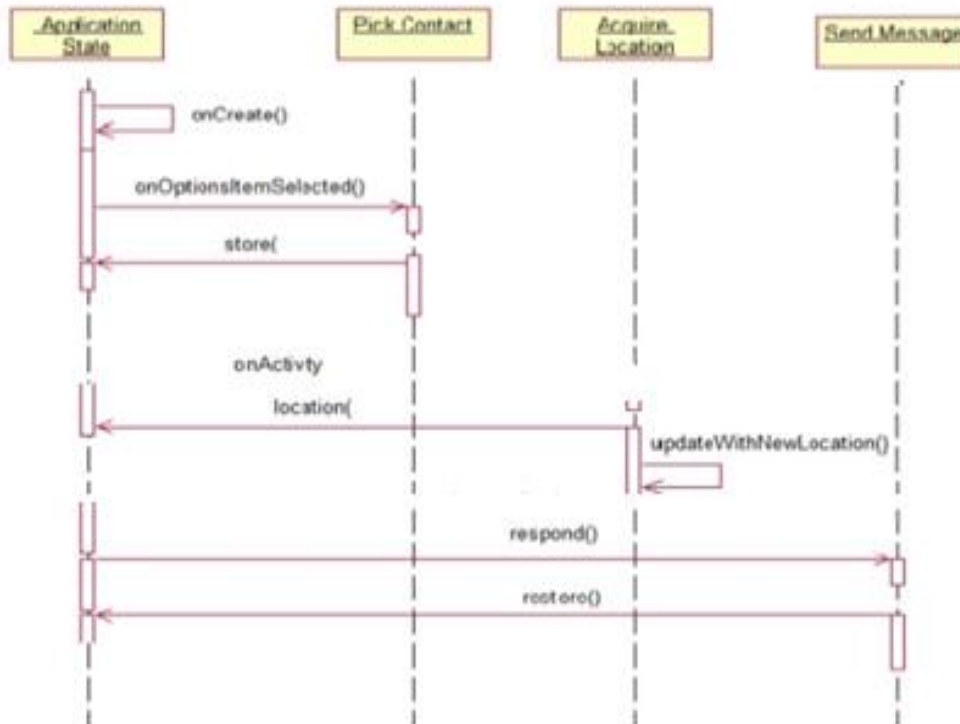 Application
State
Pick Contact
Acquire
Location
Send Message
onCreate()
onOptionsItemSelected()
store(
onActivty
location(
updateWithNewLocation()
respond()
restore()